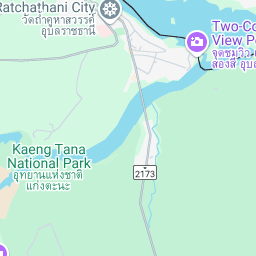 Ratchathani City
วัดถ้ำคูหาสวรรค์
อุบลราชธานี
Two-Co
View Po
จุดชมวิว
สองสี อุบ
Kaeng Tana
National Park
อุทยานแห่งชาติ
แก่งตะนะ
2173